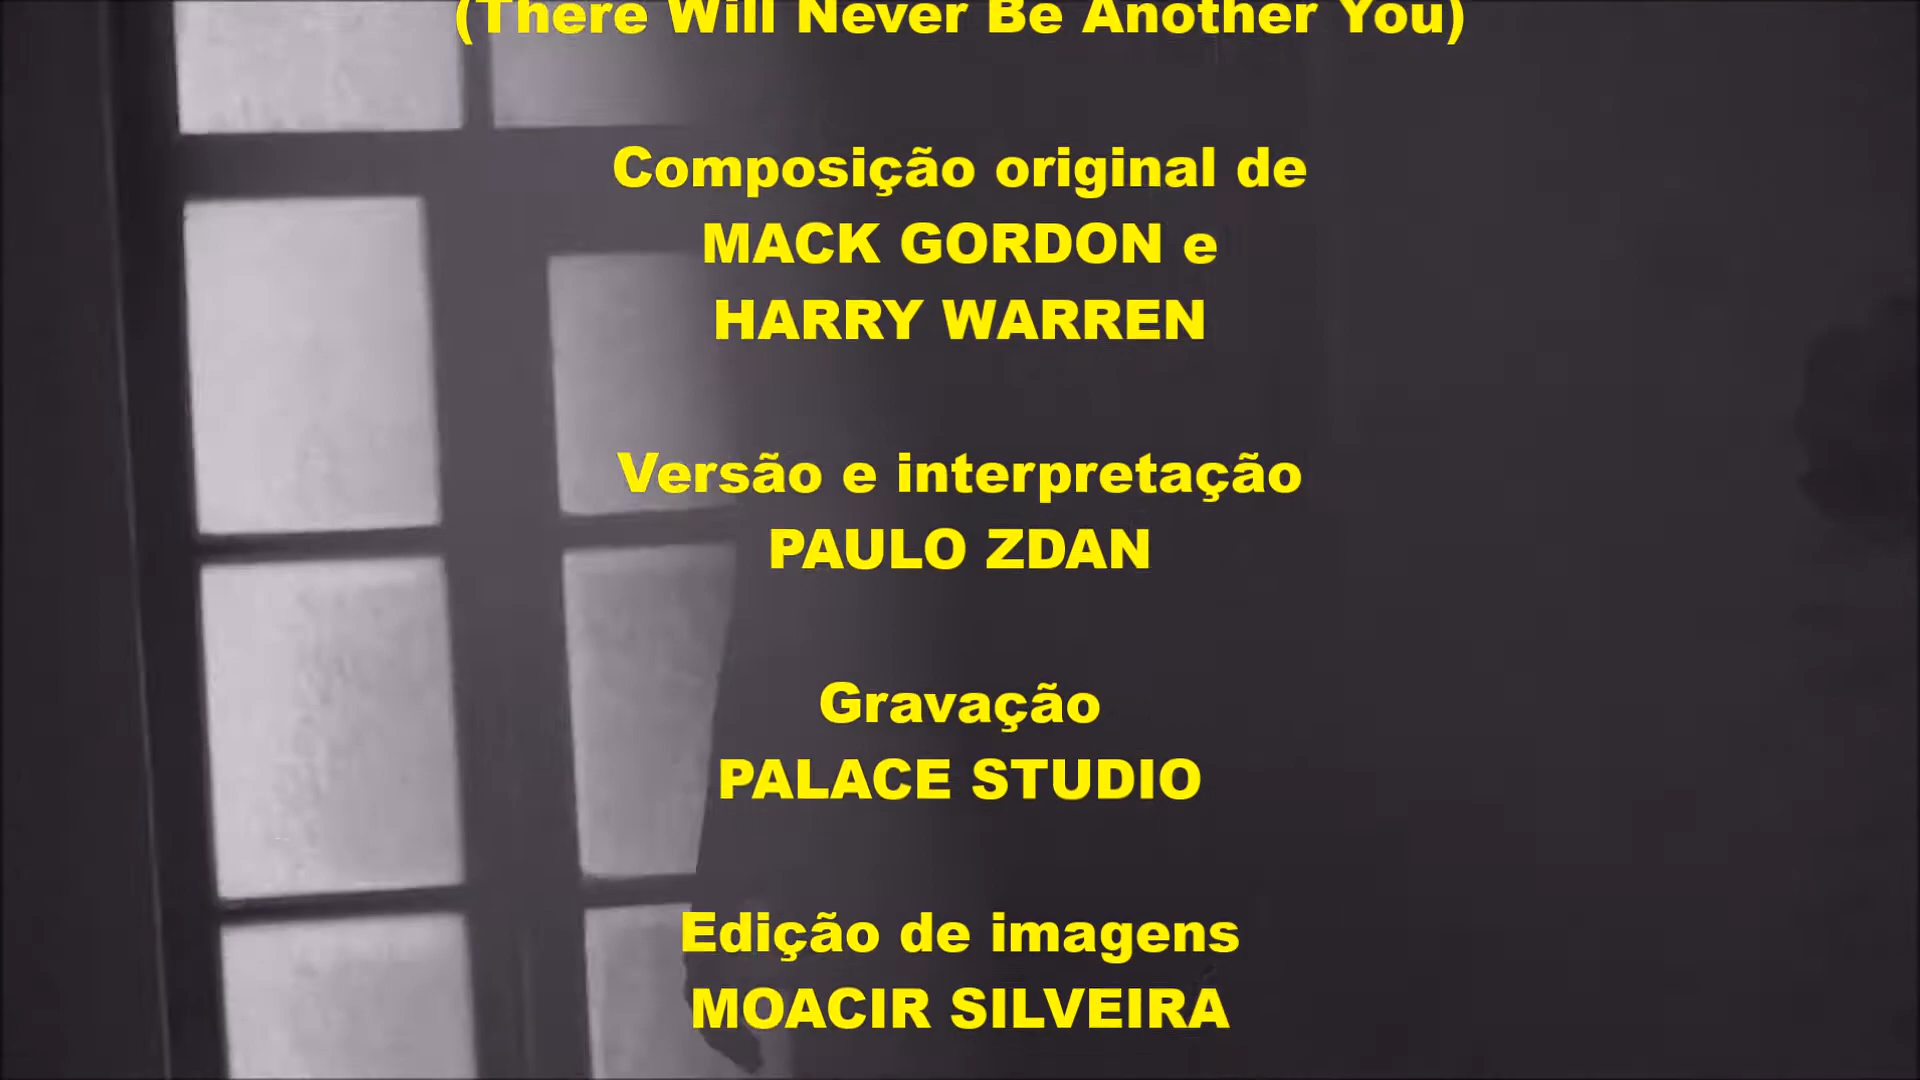 (There Will Never Be Another You)
Composição original de
MACK GORDON e
HARRY WARREN
Versão e interpretação
PAULO ZDAN
Gravação
PALACE STUDIO
Edição de imagens
MOACIR SILVEIRA